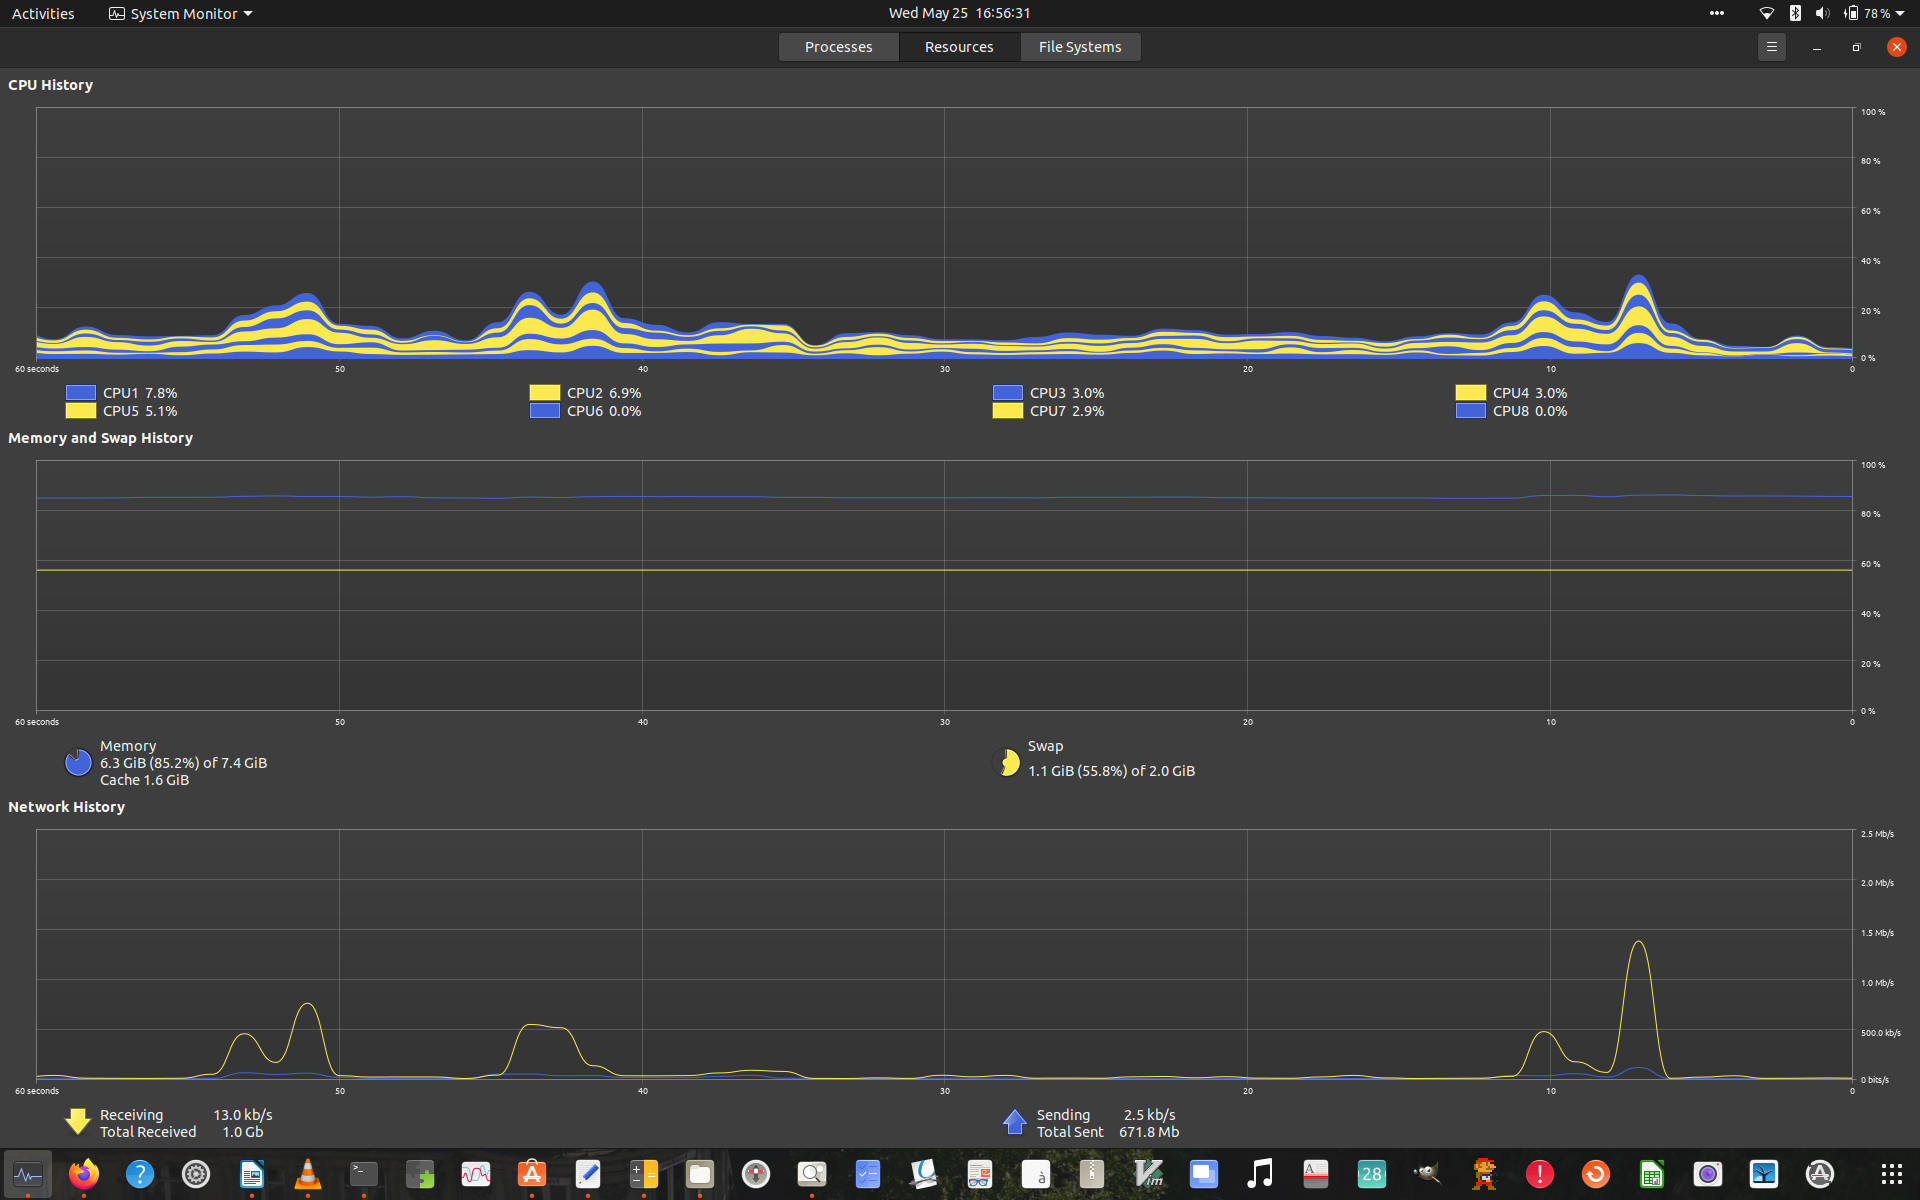 Activities
System Monitor
Wed May 25 16:56:31
78 %
Processes
Resources
File Systems
CPU History
100 %
80 %
60 %
40 %
20 %
0 %
60 seconds 50 40 30 20 10 0
CPU1 7.8%
CPU2 6.9%
CPU3 3.0%
CPU4 3.0%
CPU5 5.1%
CPU6 0.0%
CPU7 2.9%
CPU8 0.0%
Memory and Swap History
100 %
80 %
60 %
40 %
20 %
0 %
60 seconds 50 40 30 20 10 0
Memory
6.3 GiB (85.2%) of 7.4 GiB
Cache 1.6 GiB
Swap
1.1 GiB (55.8%) of 2.0 GiB
Network History
2.5 Mb/s
2.0 Mb/s
1.5 Mb/s
1.0 Mb/s
500.0 kb/s
0 bits/s
60 seconds 50 40 30 20 10 0
Receiving 13.0 kb/s
Total Received 1.0 Gb
Sending 2.5 kb/s
Total Sent 671.8 Mb
?
>_
à
Vim
A
28
!